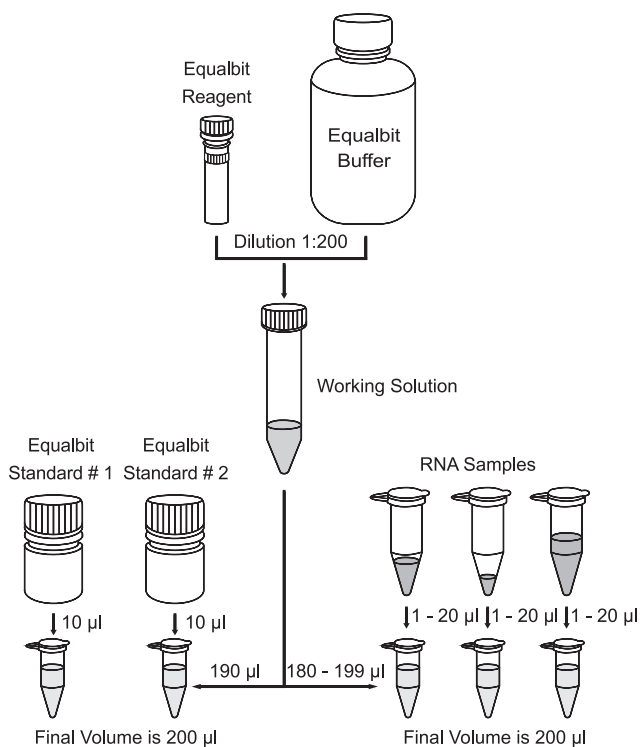 Equalbit
Reagent
Equalbit
Buffer
Dilution 1:200
Working Solution
Equalbit
Standard # 1
Equalbit
Standard # 2
RNA Samples
10 µl
10 µl
1 - 20 µl
1 - 20 µl
1 - 20 µl
190 µl
180 - 199 µl
Final Volume is 200 µl
Final Volume is 200 µl